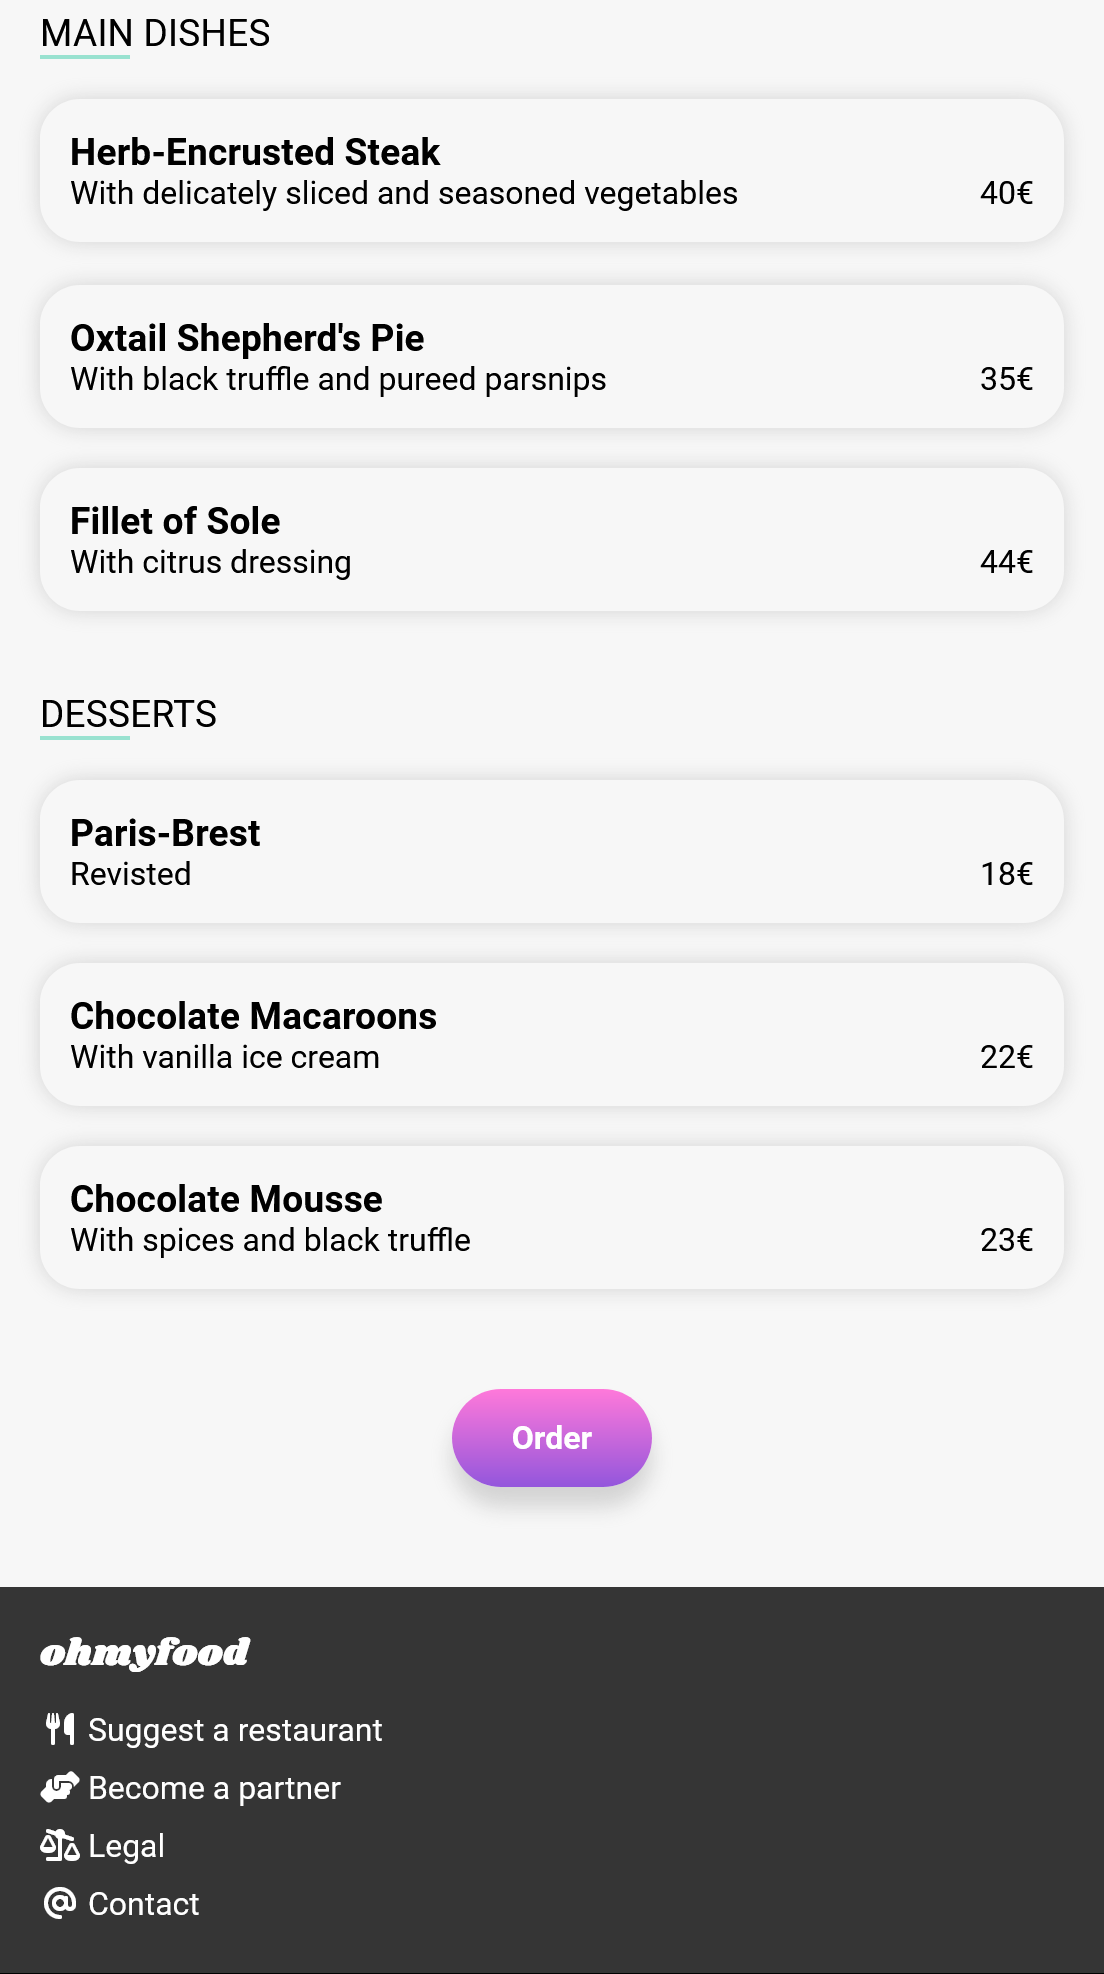 MAIN DISHES
Herb-Encrusted Steak
With delicately sliced and seasoned vegetables 40€
Oxtail Shepherd's Pie
With black truffle and pureed parsnips 35€
Fillet of Sole
With citrus dressing 44€
DESSERTS
Paris-Brest
Revisted 18€
Chocolate Macaroons
With vanilla ice cream 22€
Chocolate Mousse
With spices and black truffle 23€
Order
ohmyfood
Suggest a restaurant
Become a partner
Legal
Contact